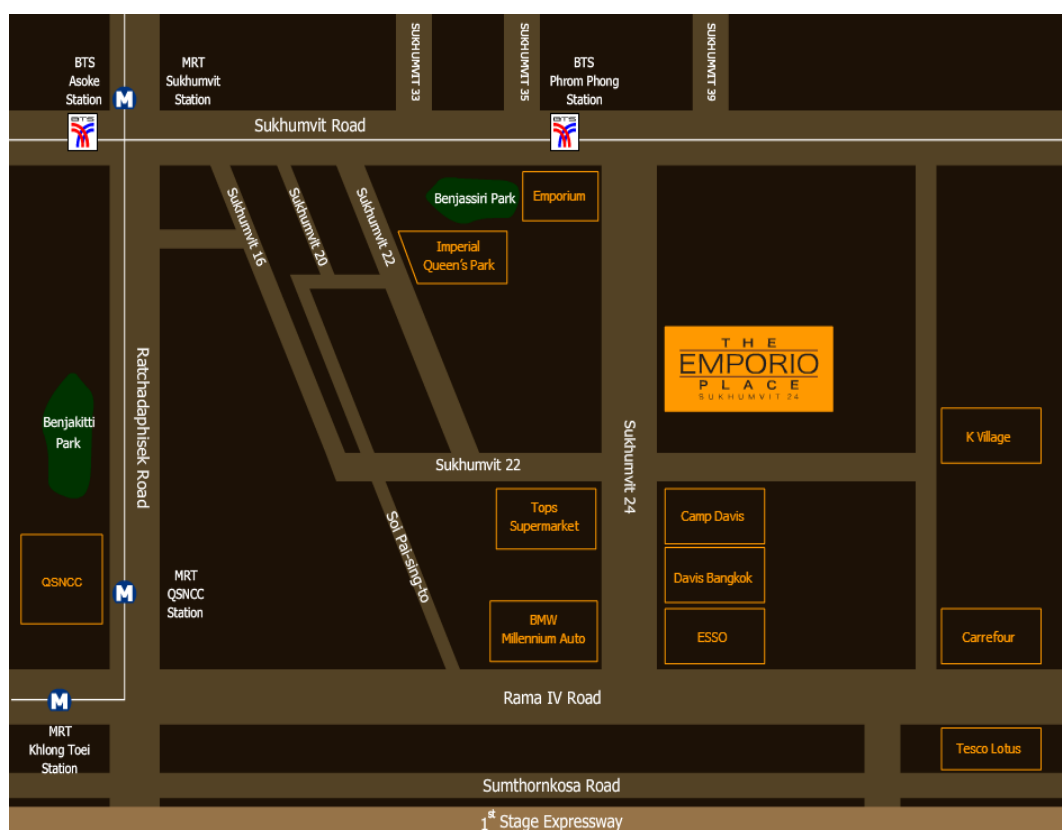 BTS
Asoke
Station
MRT
Sukhumvit
Station
SUKHUMVIT 33
SUKHUMVIT 35
BTS
Phrom Phong
Station
SUKHUMVIT 39
M
BTS
Sukhumvit Road
BTS
Sukhumvit 16
Sukhumvit 20
Sukhumvit 22
Benjassiri Park
Emporium
Imperial
Queen's Park
THE
EMPORIO
PLACE
SUKHUMVIT 24
Ratchadaphisek Road
Benjakitti
Park
K Village
Sukhumvit 22
Sukhumvit 24
Soi Pai-sing-to
Tops
Supermarket
Camp Davis
QSNCC
M
MRT
QSNCC
Station
Davis Bangkok
BMW
Millennium Auto
ESSO
Carrefour
M
Rama IV Road
MRT
Khlong Toei
Station
Tesco Lotus
Sumthornkosa Road
1st Stage Expressway